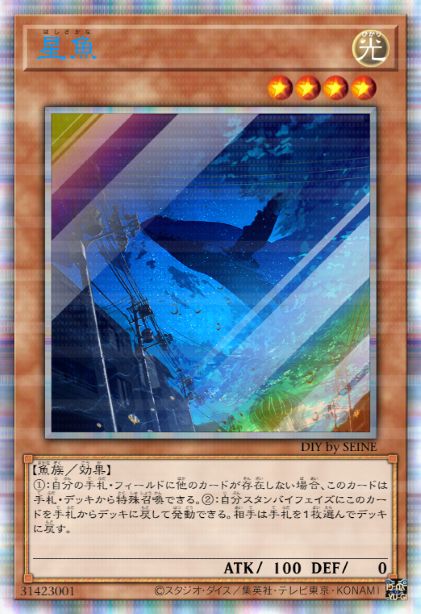 星魚
光
DIY by SEINE
【魚族／効果】
①：自分の手札・フィールドに他のカードが存在しない場合、このカードは
手札・デッキから特殊召喚できる。②：自分スタンバイフェイズにこのカー
ドを手札からデッキに戻して発動できる。相手は手札を1枚選んでデッキ
に戻す。
ATK/ 100 DEF/ 0
31423001 ©スタジオ・ダイス／集英社・テレビ東京・KONAMI